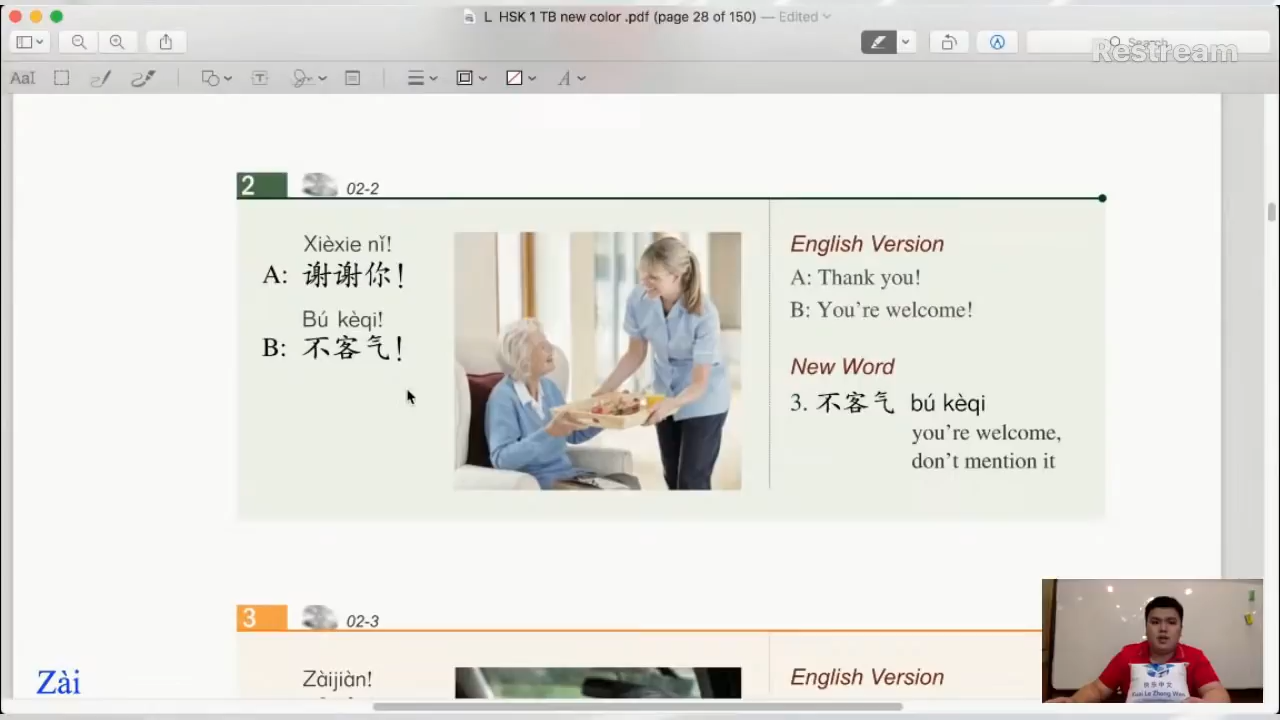 L HSK 1 TB new color .pdf (page 28 of 150) — Edited
Search
Restream
AaI
2
02-2
Xièxie nǐ!
A: 谢谢你!
Bú kèqi!
B: 不客气!
English Version
A: Thank you!
B: You're welcome!
New Word
3. 不客气 bú kèqi
you're welcome,
don't mention it
3
02-3
Zàijiàn!
English Version
Zài